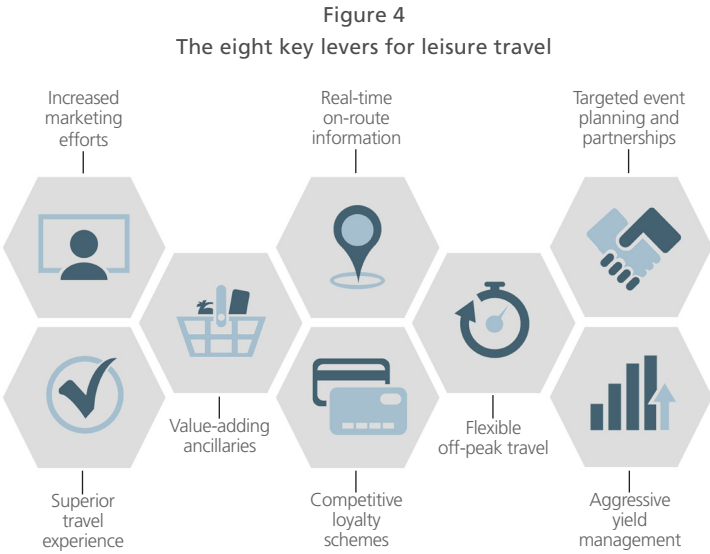 Figure 4
The eight key levers for leisure travel
Increased
marketing
efforts
Real-time
on-route
information
Targeted event
planning and
partnerships
Value-adding
ancillaries
Flexible
off-peak travel
Superior
travel
experience
Competitive
loyalty
schemes
Aggressive
yield
management